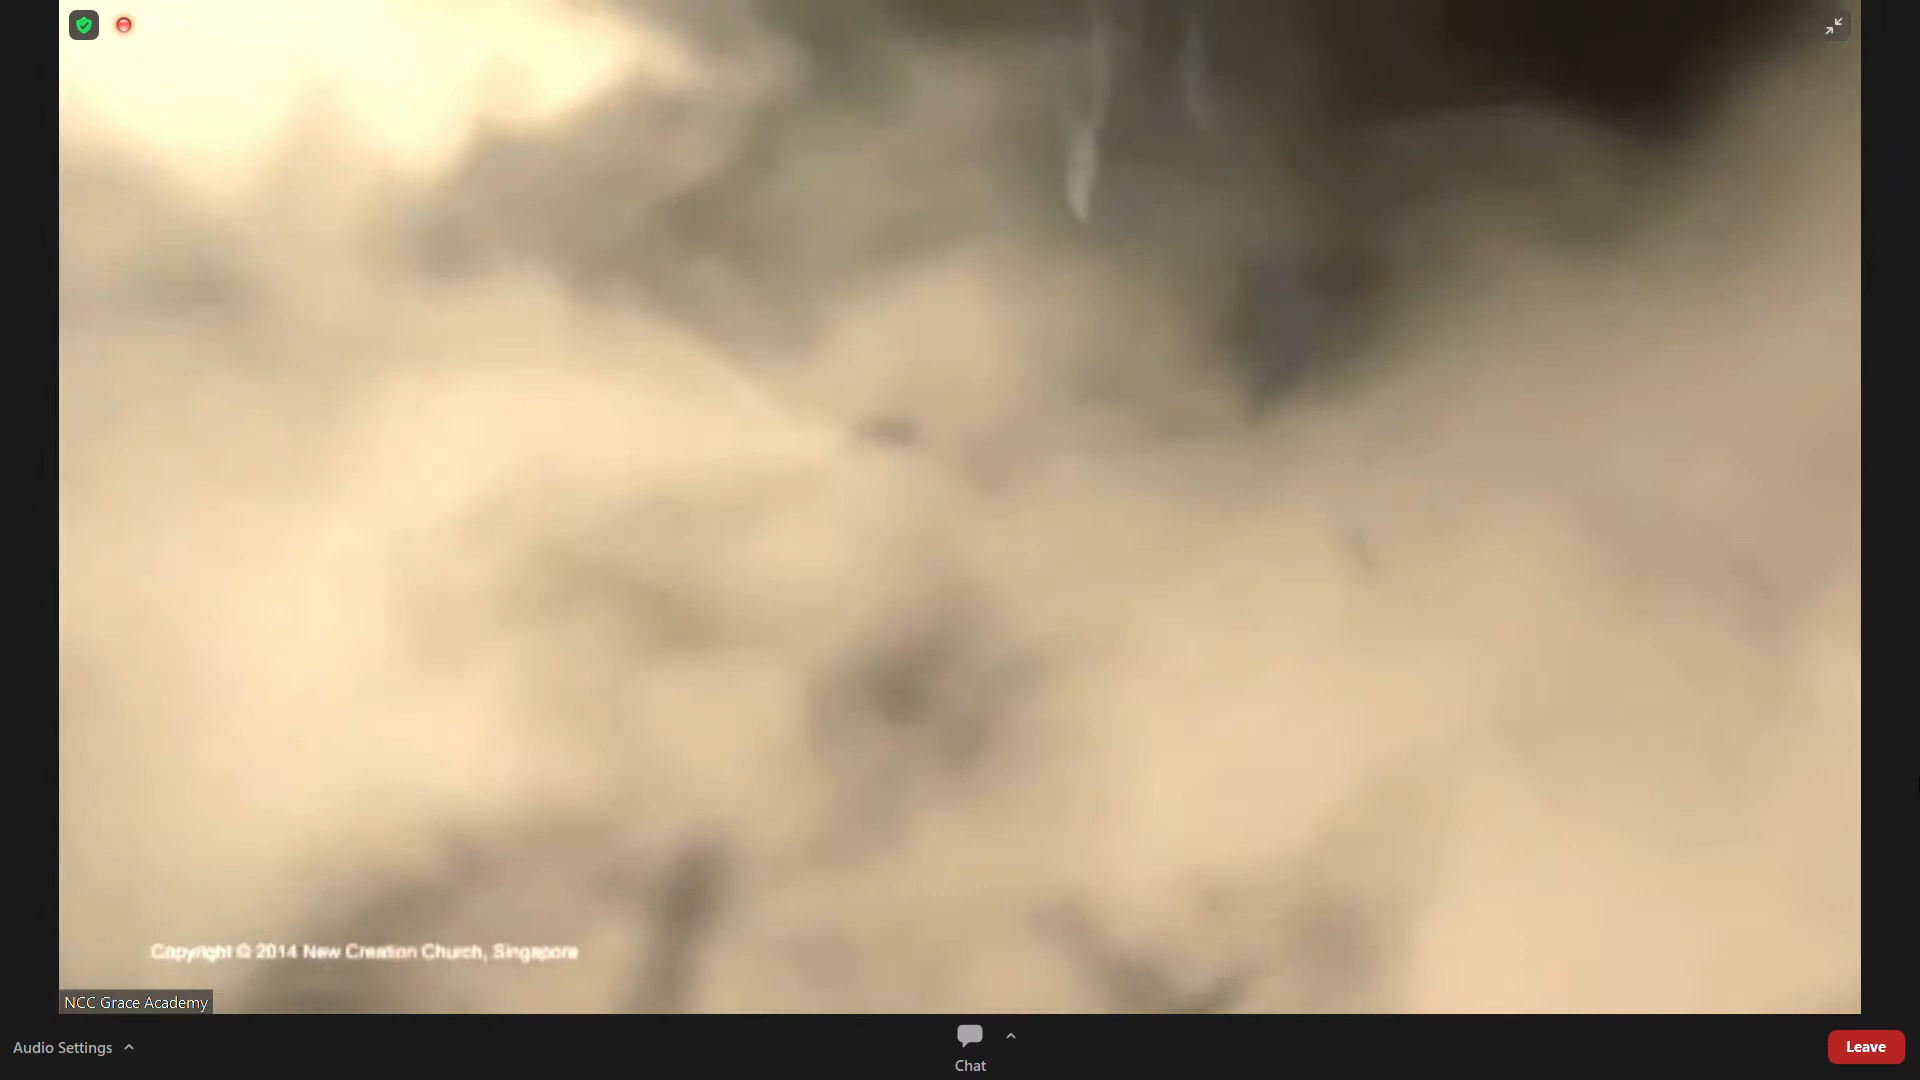 Copyright © 2014 New Creation Church, Singapore
NCC Grace Academy
Audio Settings
Chat
Leave